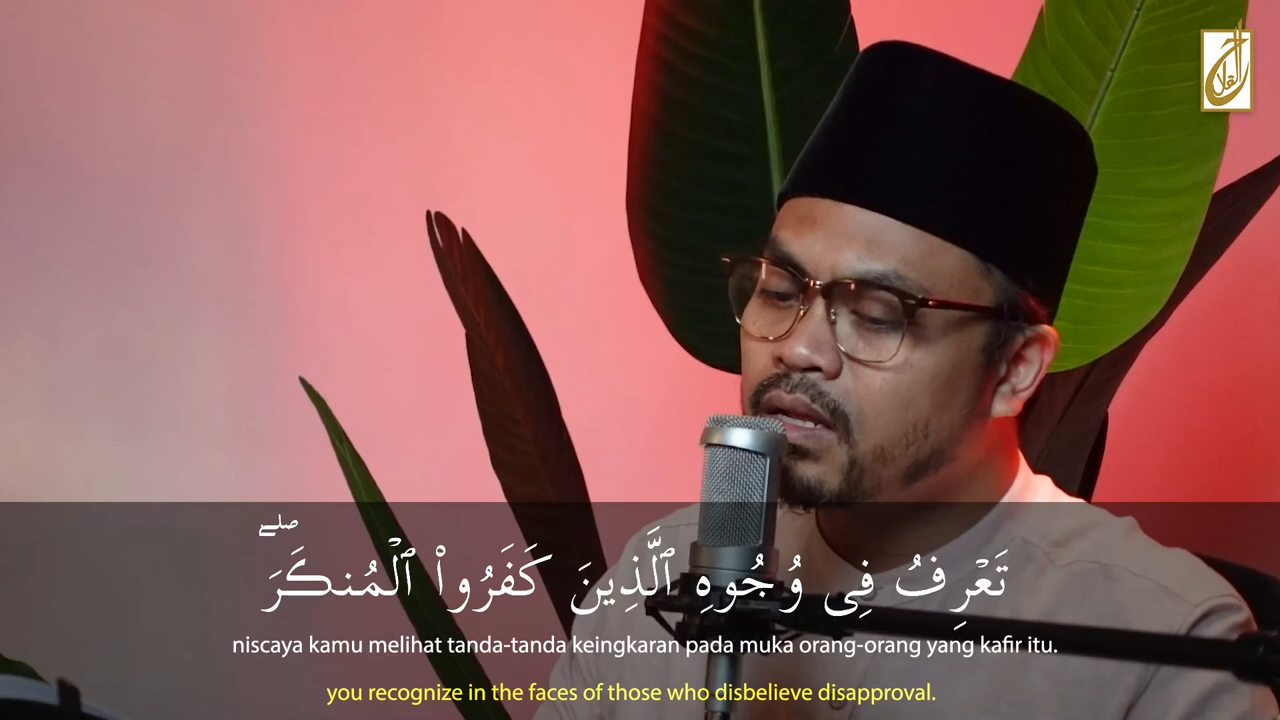 تَعْرِفُ فِى وُجُوهِ ٱلَّذِينَ كَفَرُوا۟ ٱلْمُنكَرَ ۖ
niscaya kamu melihat tanda-tanda keingkaran pada muka orang-orang yang kafir itu.
you recognize in the faces of those who disbelieve disapproval.